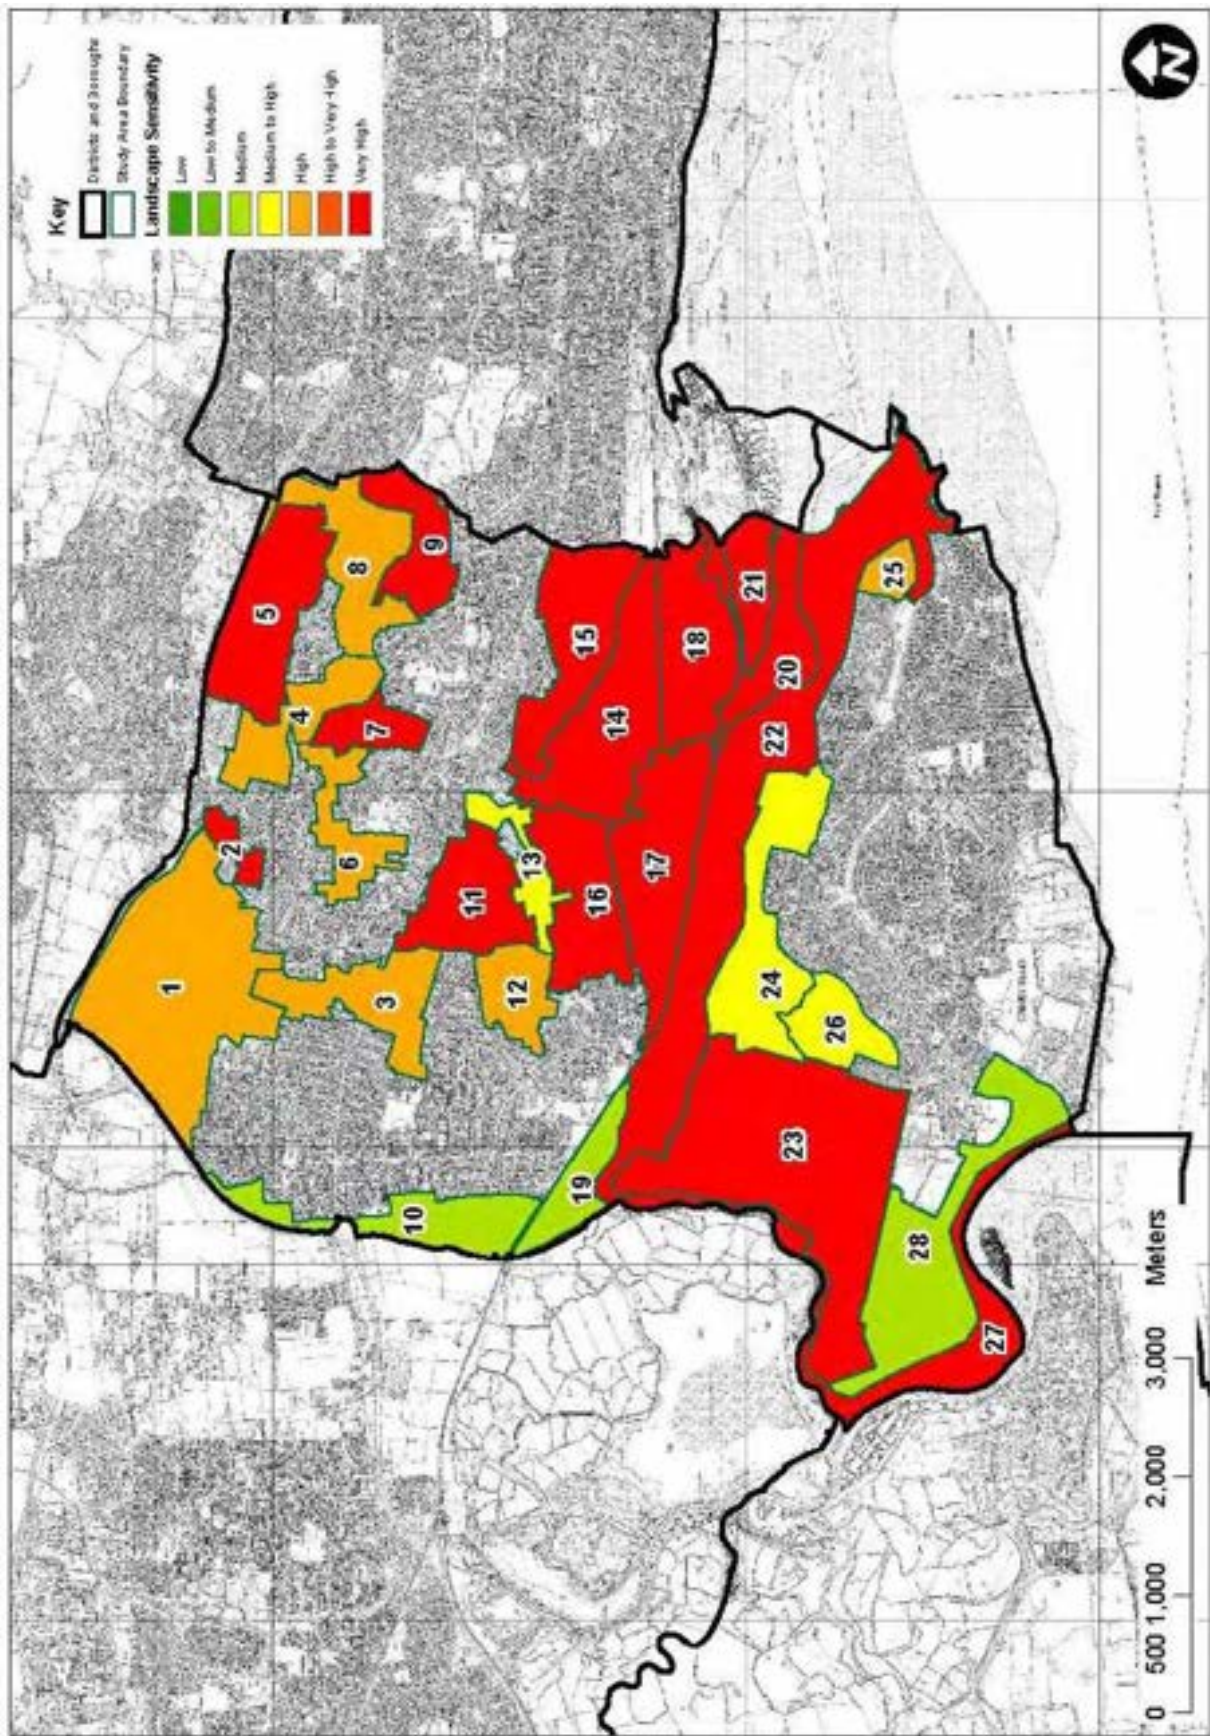 Key
Districts and Boroughs
Study Area Boundary
Landscape Sensitivity
Low
Low to Medium
Medium
Medium to High
High
High to Very High
Very High
N
1
2
3
4
5
6
7
8
9
10
11
12
13
14
15
16
17
18
19
20
21
22
23
24
25
26
27
28
0 500 1,000 2,000 3,000 Meters